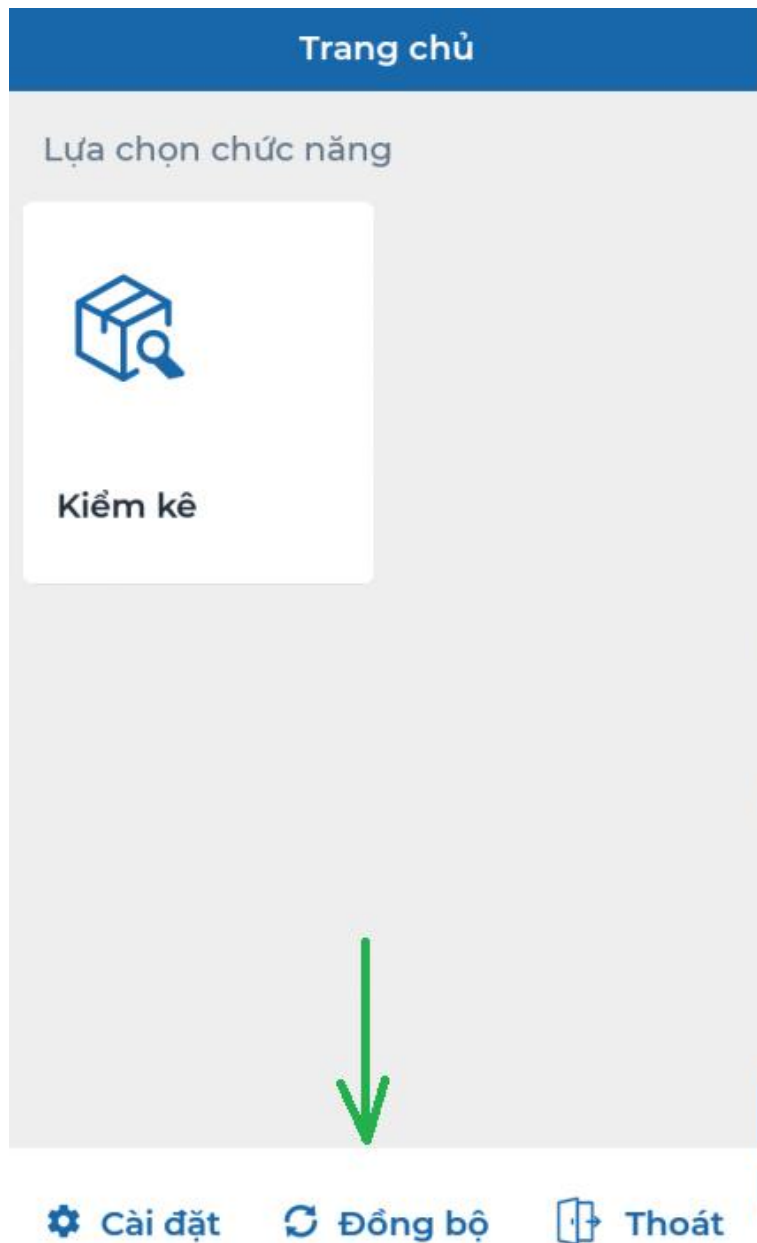 Trang chủ
Lựa chọn chức năng
Kiểm kê
Cài đặt Đồng bộ Thoát